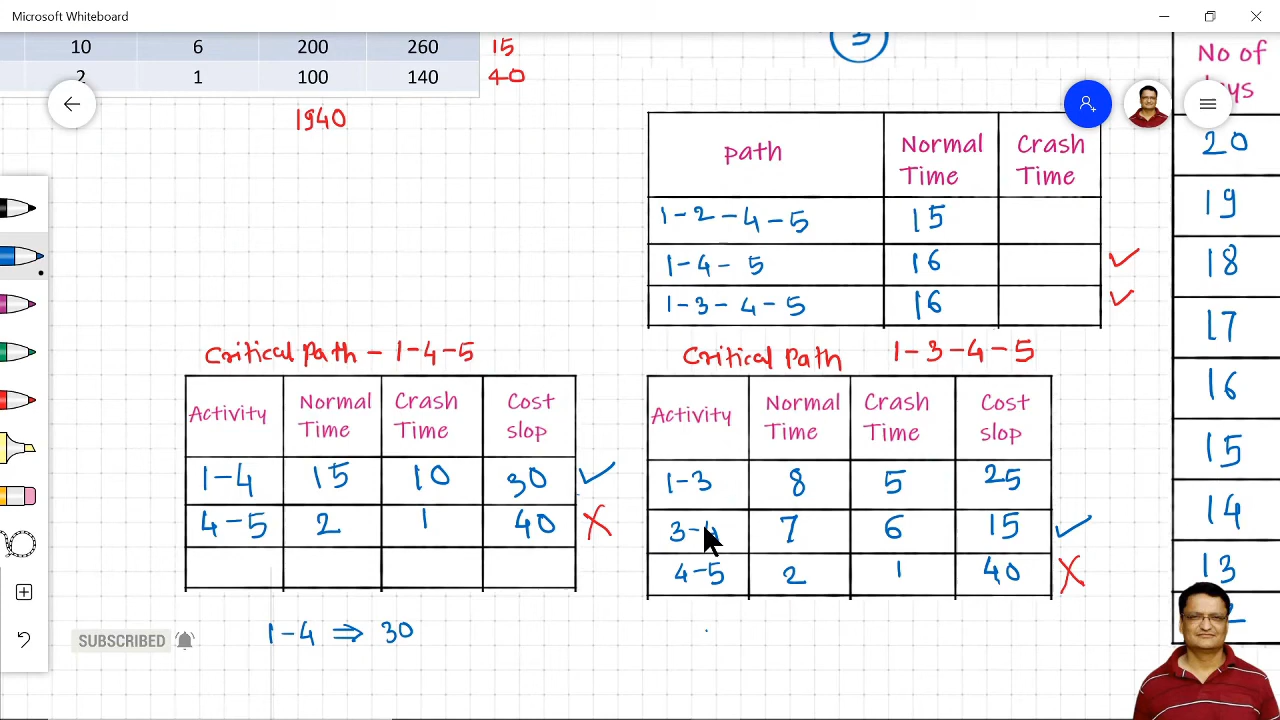 Microsoft Whiteboard
10 6 200 260 15
2 1 100 140 40
1940
3
No of
days
path Normal Time Crash Time
1-2-4-5 15
1-4-5 16 ✓
1-3-4-5 16 ✓
20
19
18
17
16
15
14
13
Critical Path - 1-4-5
Activity Normal Time Crash Time Cost slop
1-4 15 10 30 ✓
4-5 2 1 40 X
1-4 ⇒ 30
Critical Path 1-3-4-5
Activity Normal Time Crash Time Cost slop
1-3 8 5 25
3-4 7 6 15 ✓
4-5 2 1 40 X
SUBSCRIBED